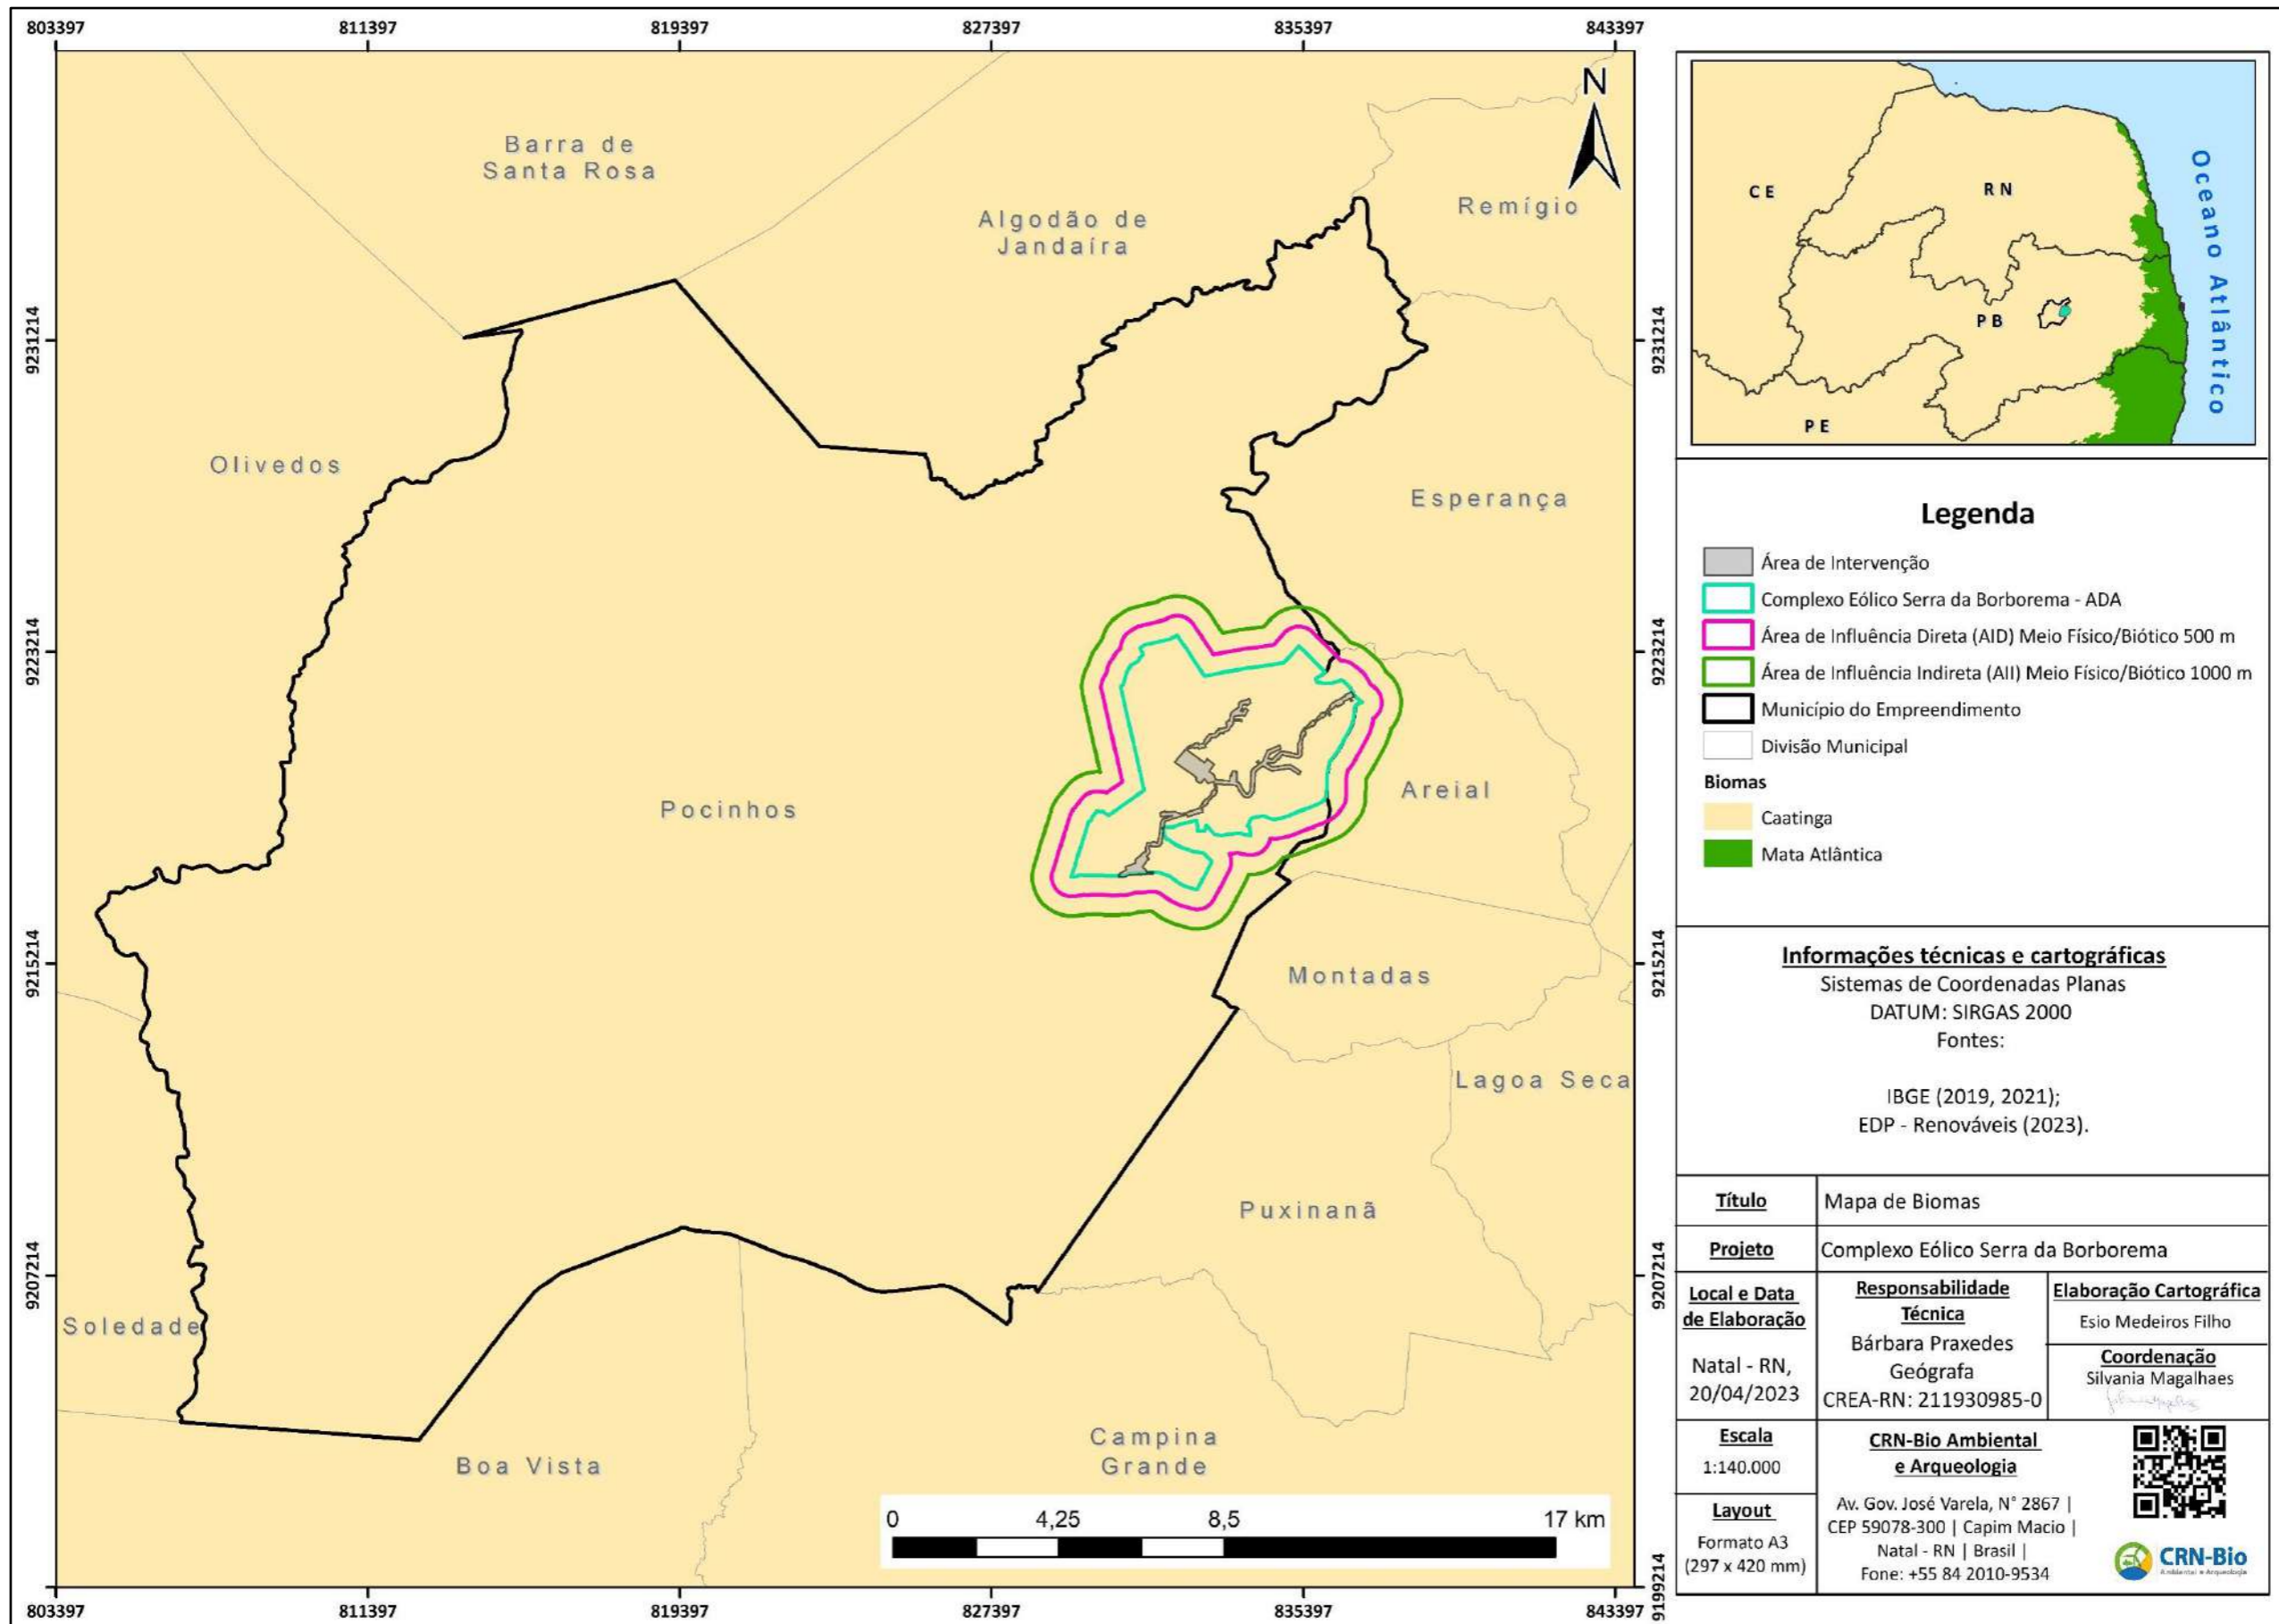 803397
811397
819397
827397
835397
843397
N
Barra de
Santa Rosa
Algodão de
Jandaíra
Remígio
9231214
9231214
Olivedos
Esperança
9223214
9223214
Pocinhos
Areial
9215214
9215214
Montadas
Lagoa Seca
Puxinanã
9207214
9207214
Soledade
Boa Vista
Campina
Grande
0
4,25
8,5
17 km
9199214
803397
811397
819397
827397
835397
843397
CE
RN
PB
PE
Oceano Atlântico
Legenda
Área de Intervenção
Complexo Eólico Serra da Borborema - ADA
Área de Influência Direta (AID) Meio Físico/Biótico 500 m
Área de Influência Indireta (AII) Meio Físico/Biótico 1000 m
Município do Empreendimento
Divisão Municipal
Biomas
Caatinga
Mata Atlântica
Informações técnicas e cartográficas
Sistemas de Coordenadas Planas
DATUM: SIRGAS 2000
Fontes:
IBGE (2019, 2021);
EDP - Renováveis (2023).
Título
Mapa de Biomas
Projeto
Complexo Eólico Serra da Borborema
Local e Data
de Elaboração
Natal - RN,
20/04/2023
Responsabilidade
Técnica
Bárbara Praxedes
Geógrafa
CREA-RN: 211930985-0
Elaboração Cartográfica
Esio Medeiros Filho
Coordenação
Silvania Magalhaes
Escala
1:140.000
Layout
Formato A3
(297 x 420 mm)
CRN-Bio Ambiental
e Arqueologia
Av. Gov. José Varela, N° 2867 |
CEP 59078-300 | Capim Macio |
Natal - RN | Brasil |
Fone: +55 84 2010-9534
CRN-Bio
Ambiental e Arqueologia